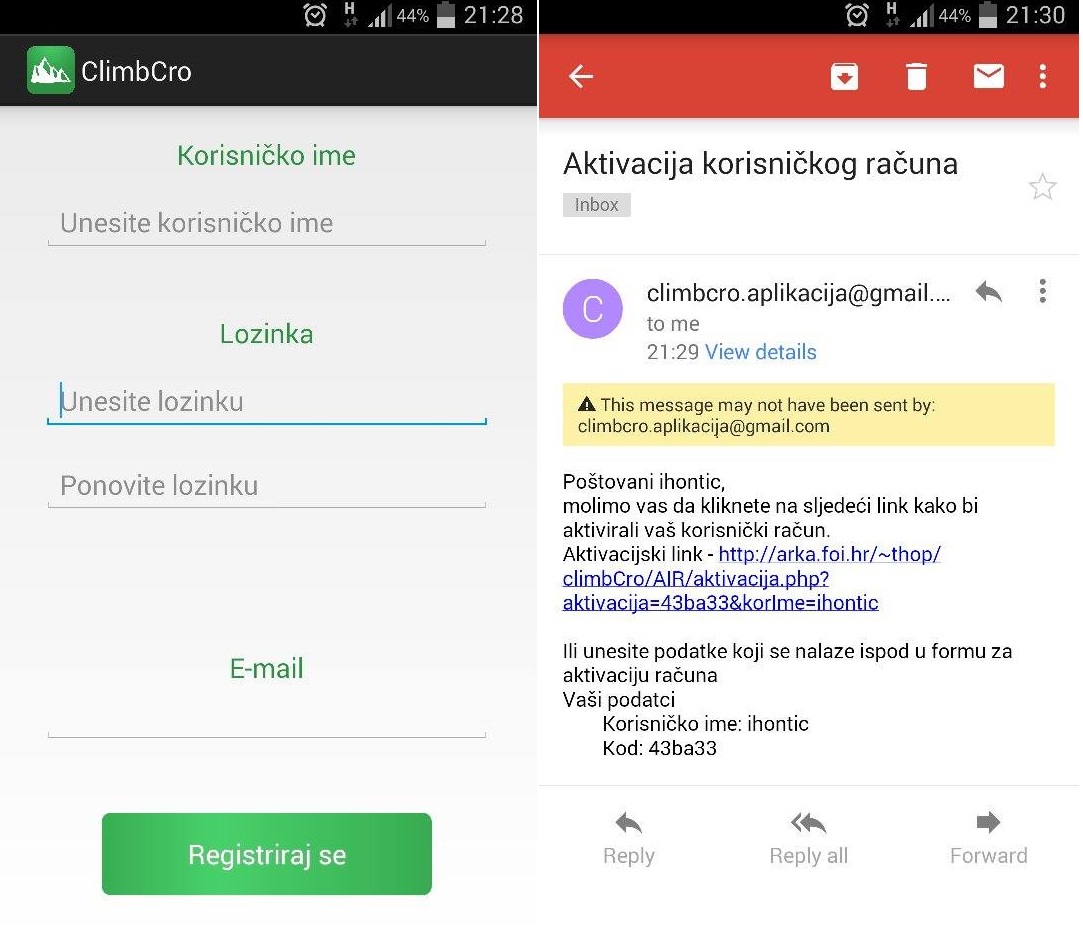 H 44% 21:28
ClimbCro
Korisničko ime
Unesite korisničko ime
Lozinka
Unesite lozinku
Ponovite lozinku
E-mail
Registriraj se
H 44% 21:30
Aktivacija korisničkog računa
Inbox
C
climbcro.aplikacija@gmail....
to me
21:29 View details
This message may not have been sent by:
climbcro.aplikacija@gmail.com
Poštovani ihontic,
molimo vas da kliknete na sljedeći link kako bi
aktivirali vaš korisnički račun.
Aktivacijski link - http://arka.foi.hr/~thop/
climbCro/AIR/aktivacija.php?
aktivacija=43ba33&korIme=ihontic
Ili unesite podatke koji se nalaze ispod u formu za
aktivaciju računa
Vaši podatci
Korisničko ime: ihontic
Kod: 43ba33
Reply
Reply all
Forward